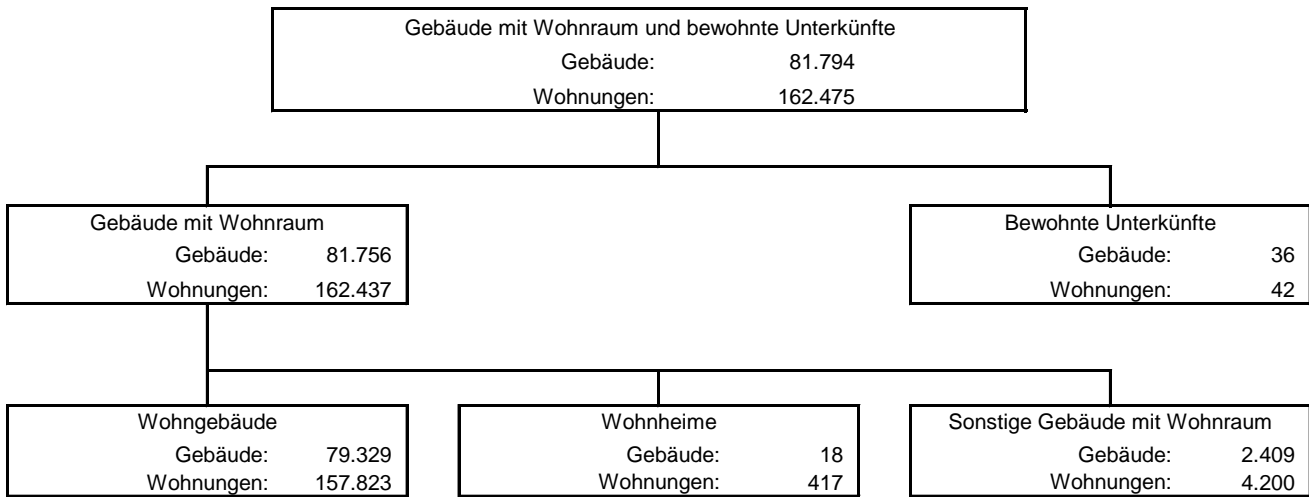 Gebäude mit Wohnraum und bewohnte Unterkünfte
Gebäude: 81.794
Wohnungen: 162.475
Gebäude mit Wohnraum
Gebäude: 81.756
Wohnungen: 162.437
Bewohnte Unterkünfte
Gebäude: 36
Wohnungen: 42
Wohngebäude
Gebäude: 79.329
Wohnungen: 157.823
Wohnheime
Gebäude: 18
Wohnungen: 417
Sonstige Gebäude mit Wohnraum
Gebäude: 2.409
Wohnungen: 4.200